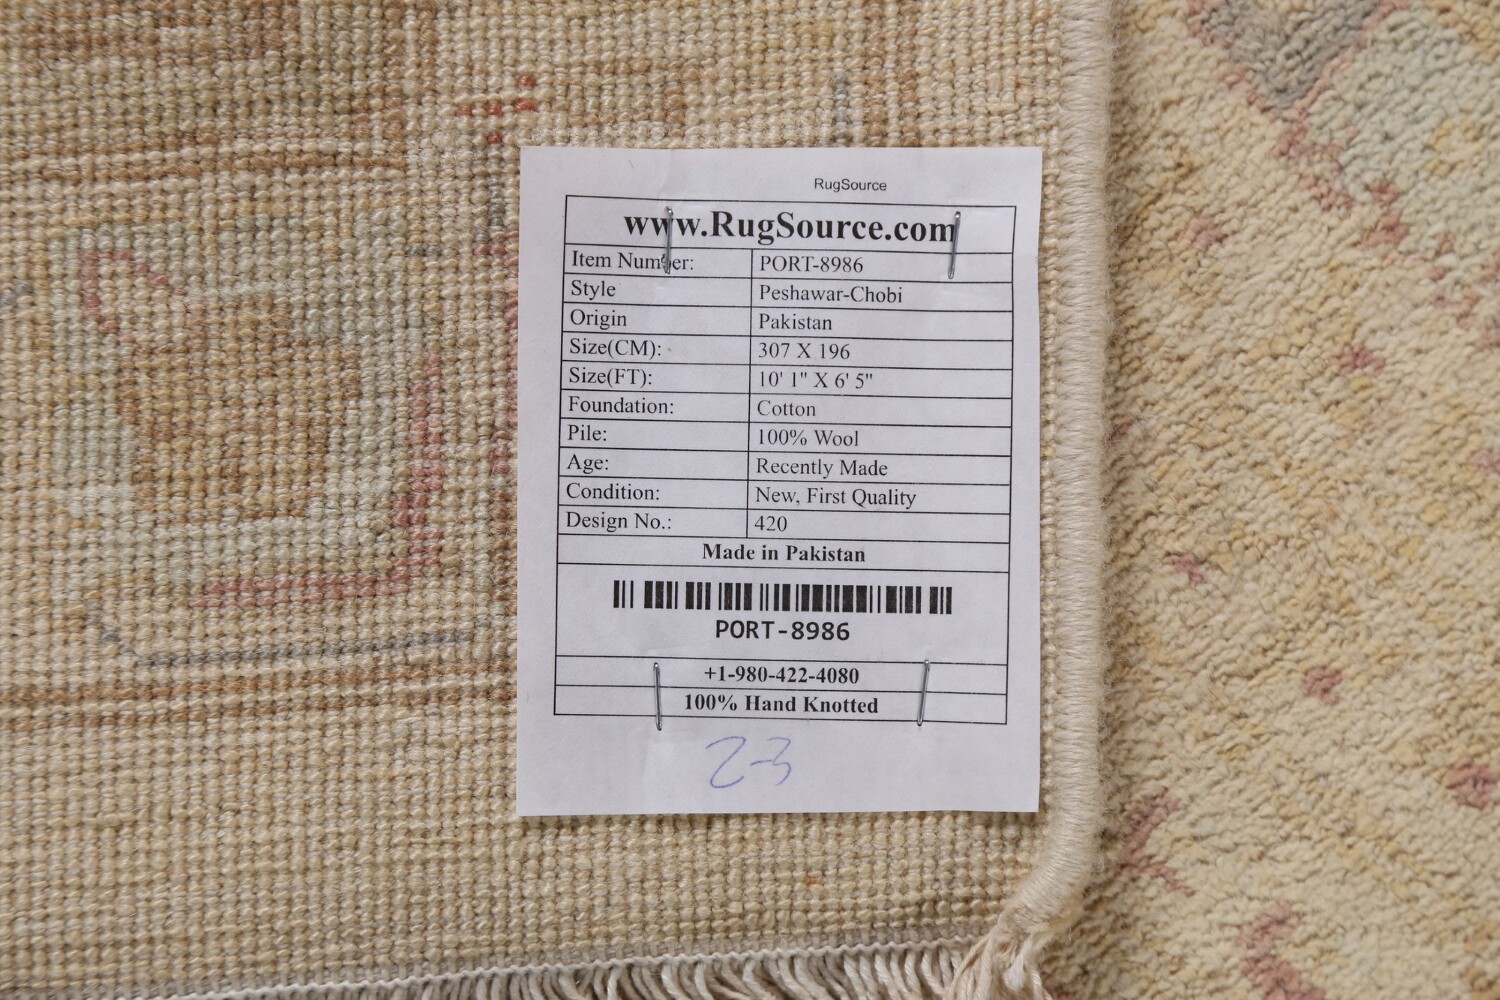 RugSource
www.RugSource.com
Item Number: PORT-8986
Style Peshawar-Chobi
Origin Pakistan
Size(CM): 307 X 196
Size(FT): 10' 1" X 6' 5"
Foundation: Cotton
Pile: 100% Wool
Age: Recently Made
Condition: New, First Quality
Design No.: 420
Made in Pakistan
PORT-8986
+1-980-422-4080
100% Hand Knotted
2-3